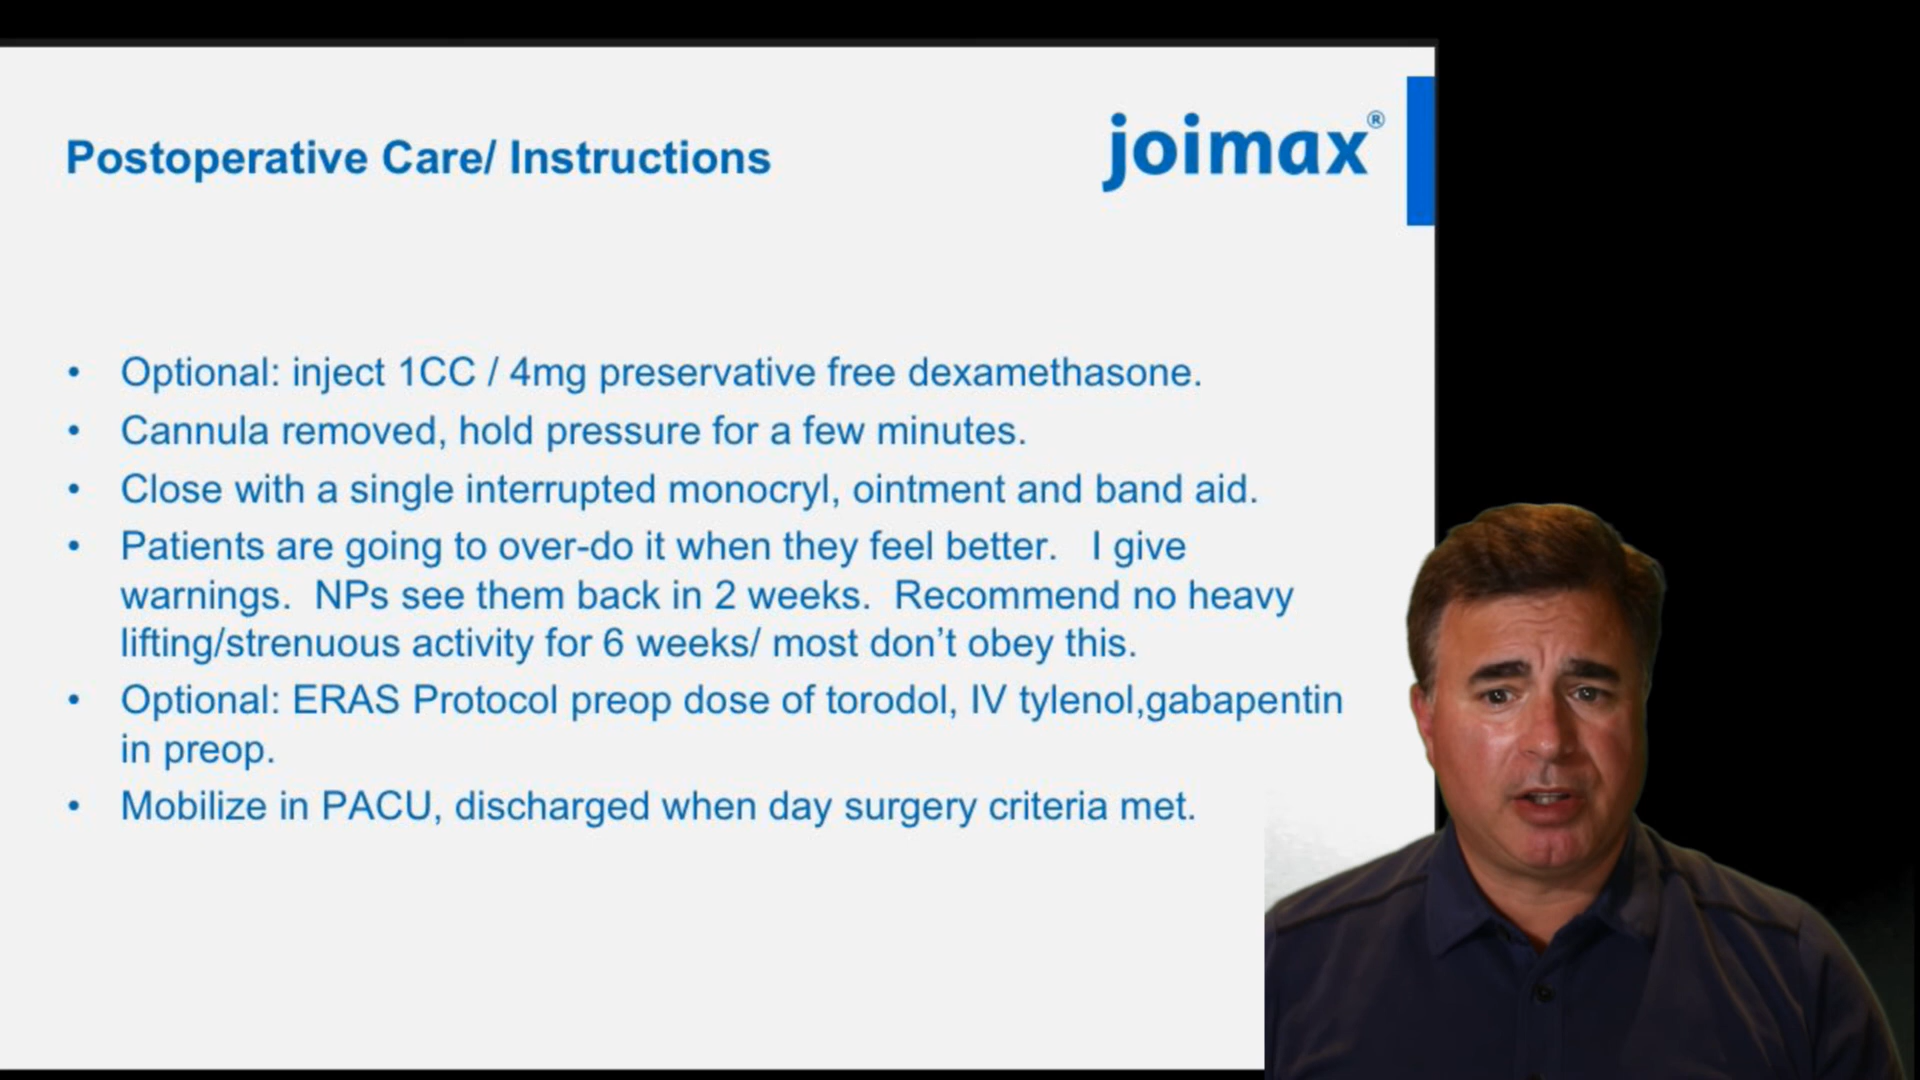 Postoperative Care/ Instructions
joimax®
• Optional: inject 1CC / 4mg preservative free dexamethasone.
• Cannula removed, hold pressure for a few minutes.
• Close with a single interrupted monocryl, ointment and band aid.
• Patients are going to over-do it when they feel better.   I give
warnings.  NPs see them back in 2 weeks.  Recommend no heavy
lifting/strenuous activity for 6 weeks/ most don’t obey this.
• Optional: ERAS Protocol preop dose of torodol, IV tylenol,gabapentin
in preop.
• Mobilize in PACU, discharged when day surgery criteria met.